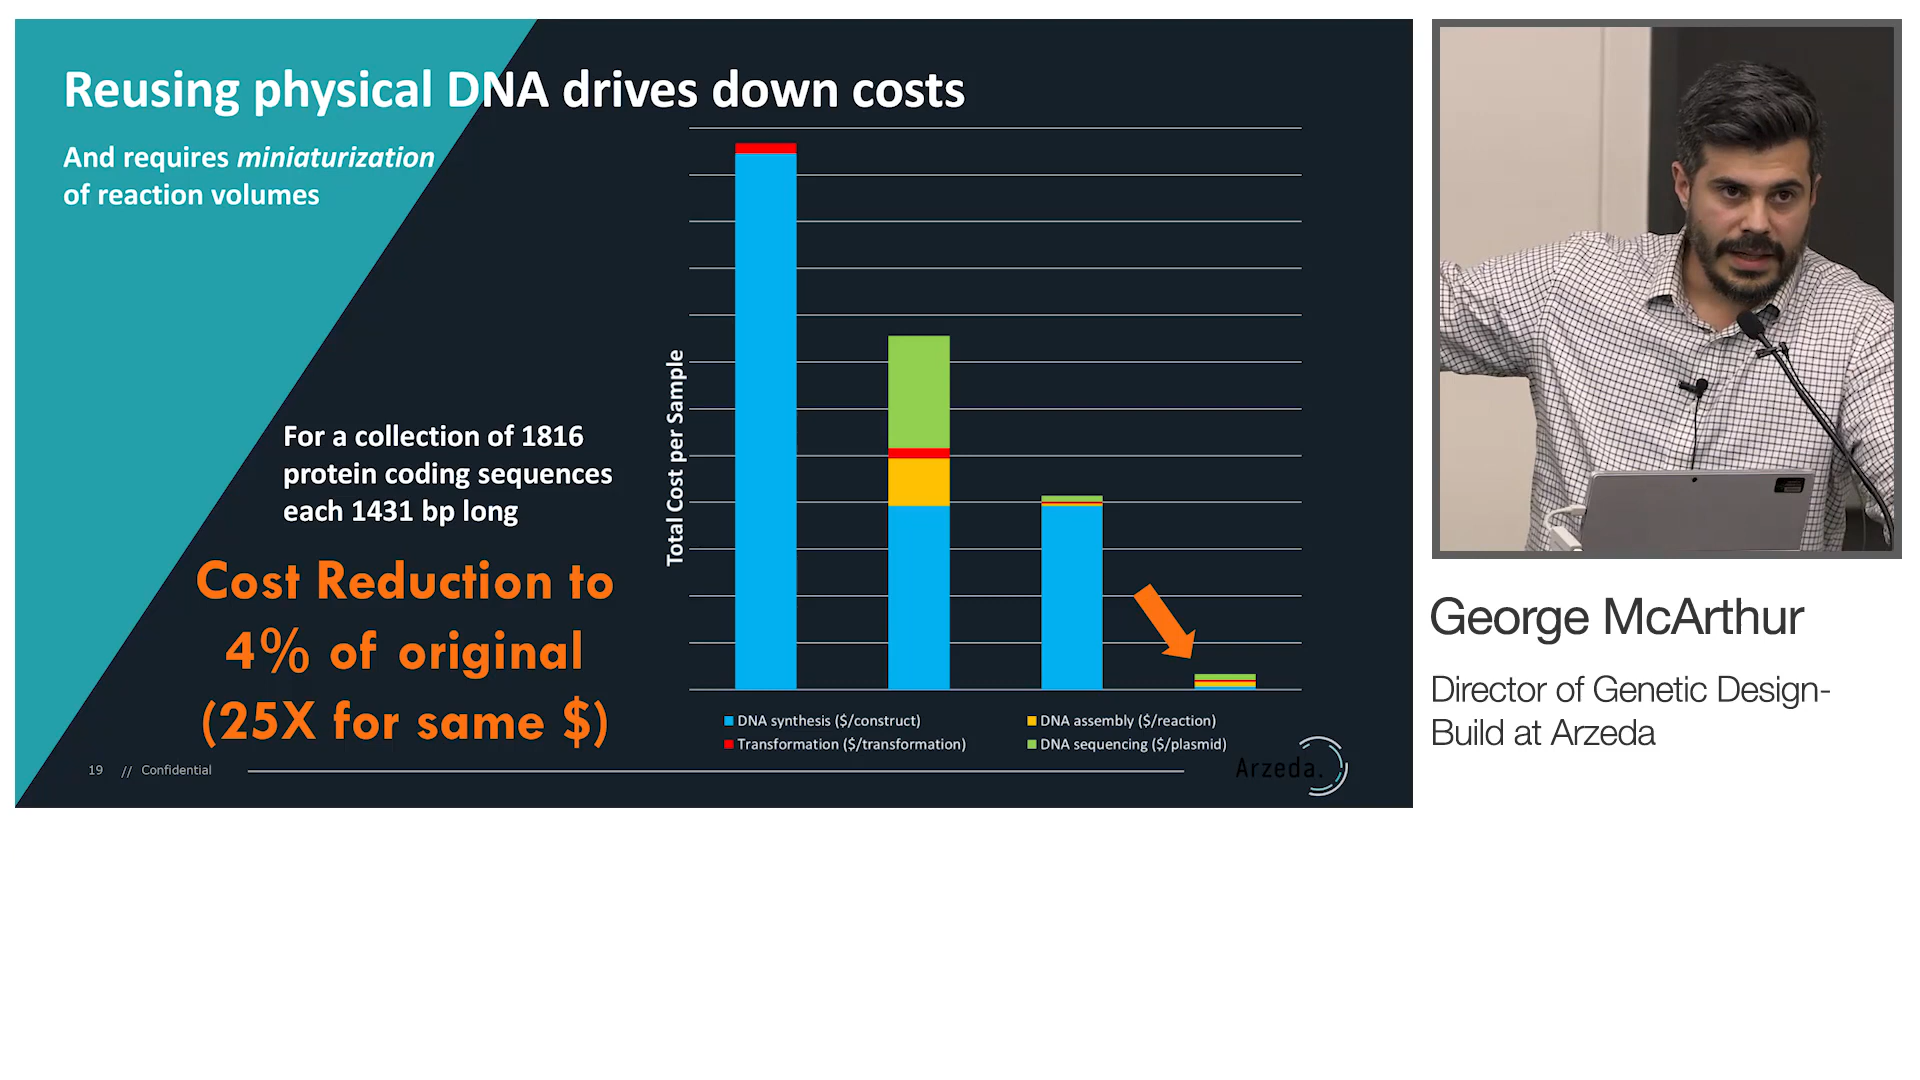 Reusing physical DNA drives down costs
And requires miniaturization
of reaction volumes
For a collection of 1816
protein coding sequences
each 1431 bp long
Cost Reduction to
4% of original
(25X for same $)
Total Cost per Sample
DNA synthesis ($/construct)
DNA assembly ($/reaction)
Transformation ($/transformation)
DNA sequencing ($/plasmid)
19 // Confidential
Arzeda.
George McArthur
Director of Genetic Design-
Build at Arzeda